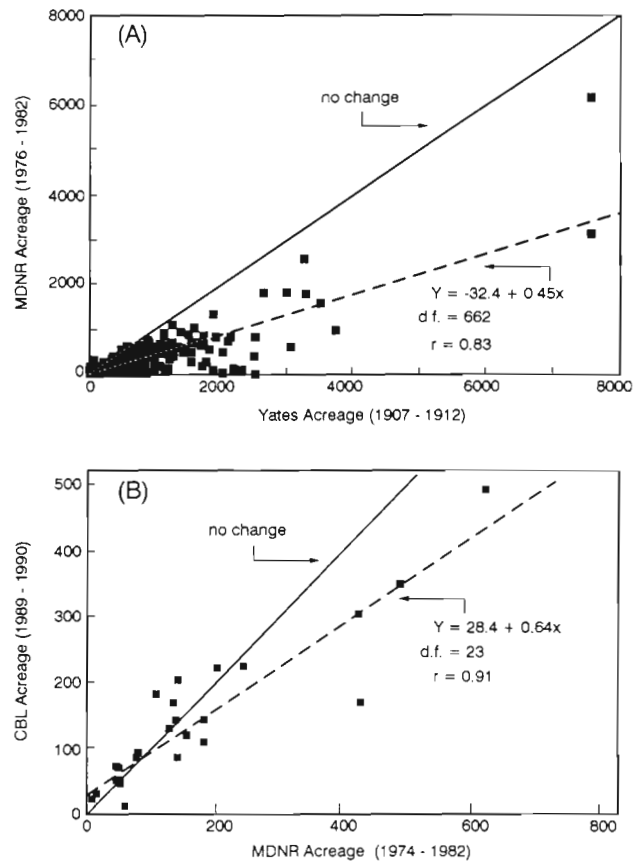 (A)
8000
6000
4000
2000
0
MDNR Acreage (1976 - 1982)
no change
Y = -32.4 + 0 45x
d f. = 662
r = 0.83
0 2000 4000 6000 8000
Yates Acreage (1907 - 1912)
(B)
500
400
300
200
100
0
CBL Acreage (1989 - 1990)
no change
Y = 28.4 + 0.64x
d.f. = 23
r = 0.91
0 200 400 600 800
MDNR Acreage (1974 - 1982)